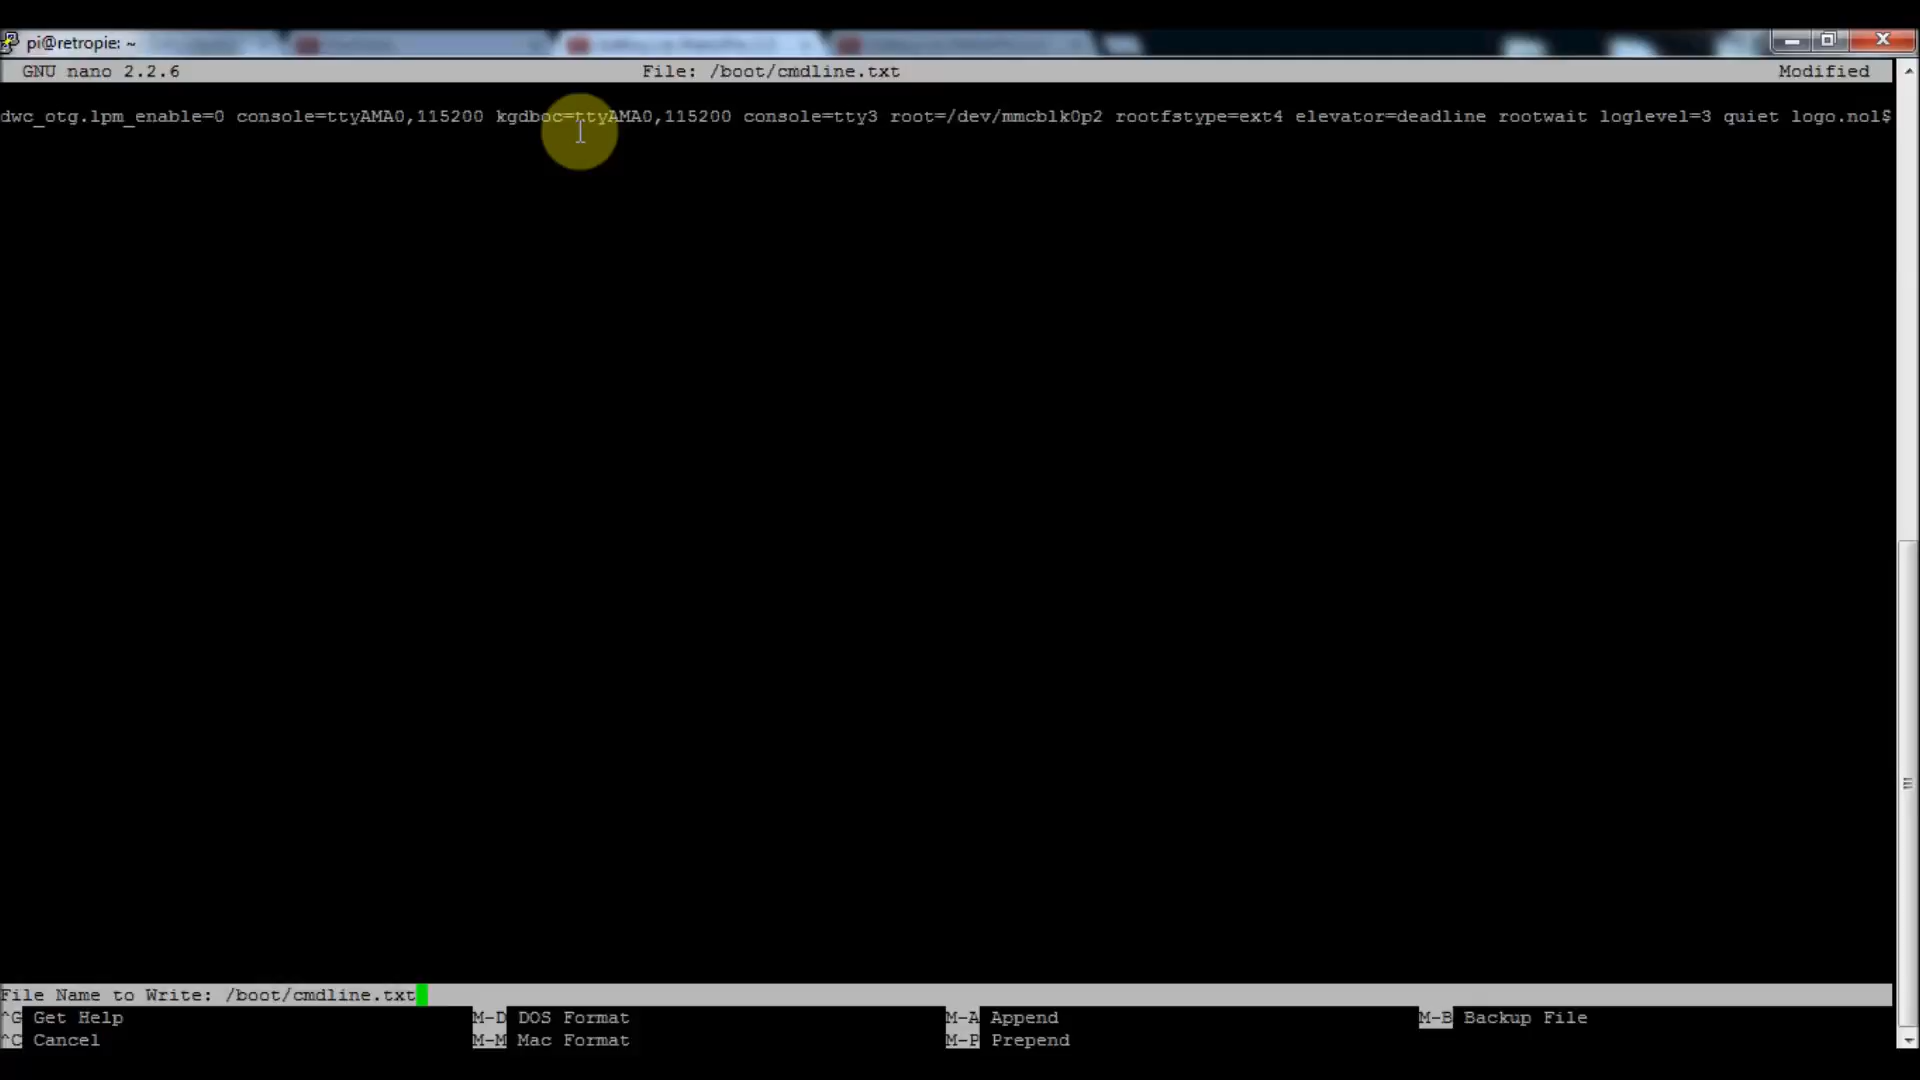 pi@retropie: ~
GNU nano 2.2.6 File: /boot/cmdline.txt Modified
dwc_otg.lpm_enable=0 console=ttyAMA0,115200 kgdboc=ttyAMA0,115200 console=tty3 root=/dev/mmcblk0p2 rootfstype=ext4 elevator=deadline rootwait loglevel=3 quiet logo.nol$
File Name to Write: /boot/cmdline.txt
^G Get Help M-D DOS Format M-A Append M-B Backup File
^C Cancel M-M Mac Format M-P Prepend